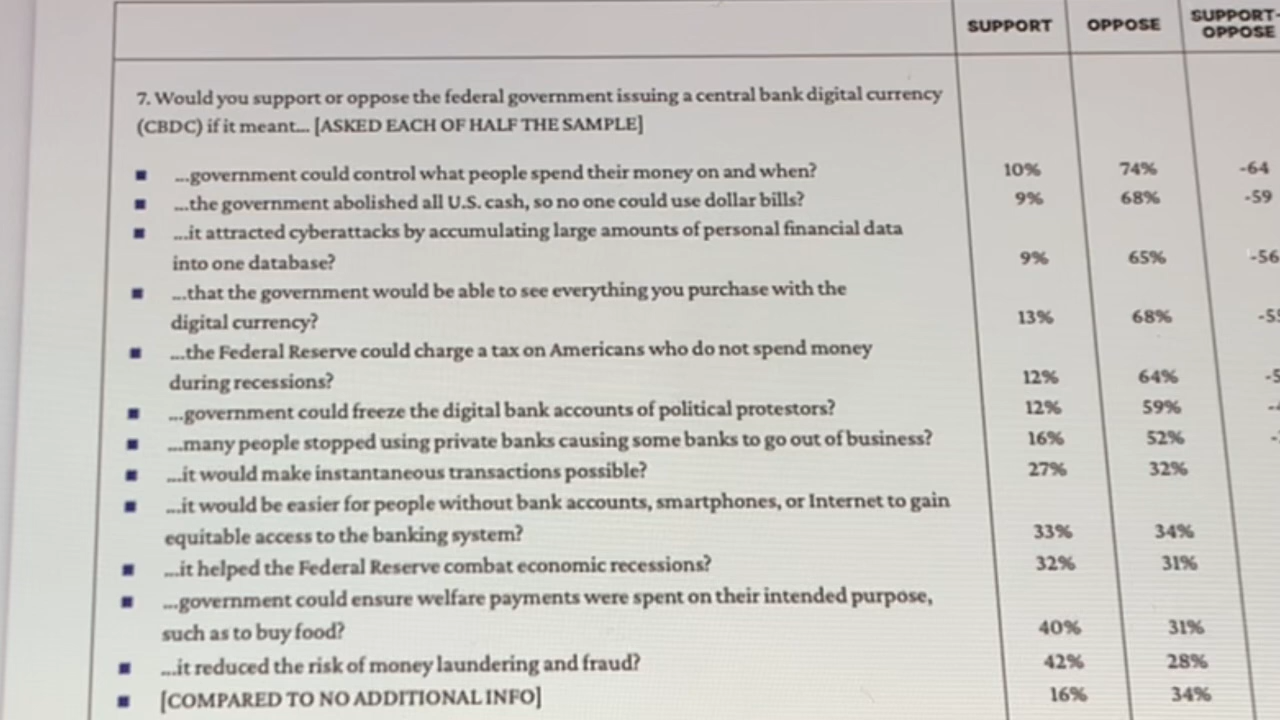 SUPPORT OPPOSE SUPPORT-
OPPOSE
7. Would you support or oppose the federal government issuing a central bank digital currency
(CBDC) if it meant... [ASKED EACH OF HALF THE SAMPLE]
...government could control what people spend their money on and when? 10% 74% -64
...the government abolished all U.S. cash, so no one could use dollar bills? 9% 68% -59
...it attracted cyberattacks by accumulating large amounts of personal financial data
into one database? 9% 65% -56
...that the government would be able to see everything you purchase with the
digital currency? 13% 68%
...the Federal Reserve could charge a tax on Americans who do not spend money
during recessions? 12% 64%
...government could freeze the digital bank accounts of political protestors? 12% 59%
...many people stopped using private banks causing some banks to go out of business? 16% 52%
...it would make instantaneous transactions possible? 27% 32%
...it would be easier for people without bank accounts, smartphones, or Internet to gain
equitable access to the banking system? 33% 34%
...it helped the Federal Reserve combat economic recessions? 32% 31%
...government could ensure welfare payments were spent on their intended purpose,
such as to buy food? 40% 31%
...it reduced the risk of money laundering and fraud? 42% 28%
[COMPARED TO NO ADDITIONAL INFO] 16% 34%